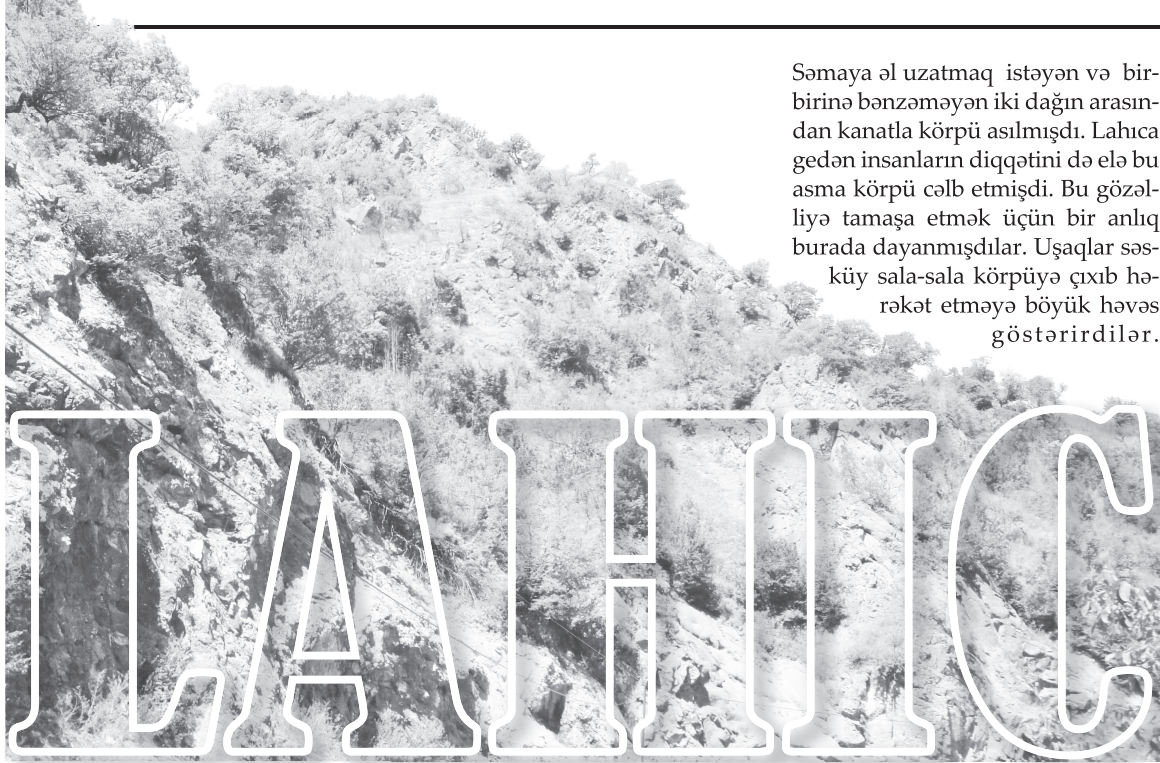 Səmaya əl uzatmaq istəyən və bir-
birinə bənzəməyən iki dağın arasın-
dan kanatla körpü asılmışdı. Lahıca
gedən insanların diqqətini də elə bu
asma körpü cəlb etmişdi. Bu gözəl-
liyə tamaşa etmək üçün bir anlıq
burada dayanmışdılar. Uşaqlar səs-
küy sala-sala körpüyə çıxıb hə-
rəkət etməyə böyük həvəs
göstərirdilər.
LAHIC